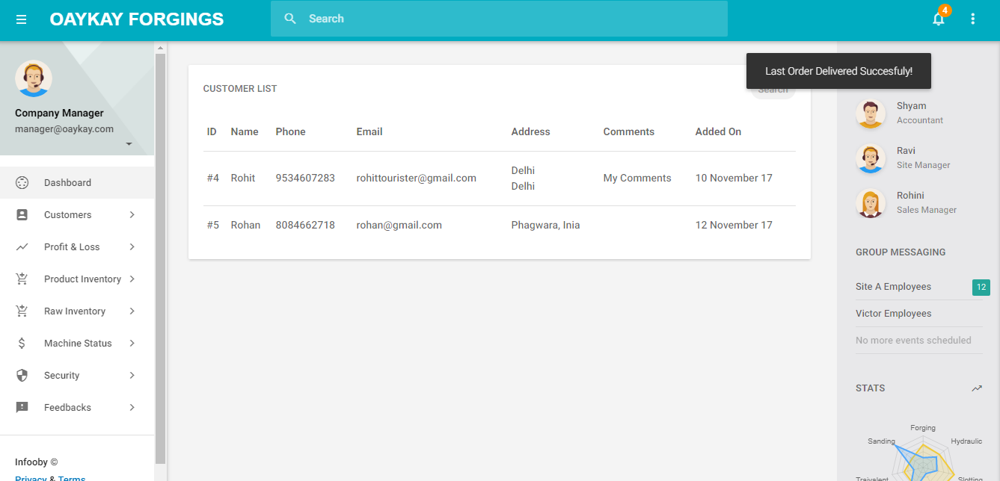 OAYKAY FORGINGS
Search
4
Company Manager
manager@oaykay.com
Dashboard
Customers
Profit & Loss
Product Inventory
Raw Inventory
Machine Status
Security
Feedbacks
Infooby ©
Privacy & Terms
CUSTOMER LIST
Search
ID Name Phone Email Address Comments Added On
#4 Rohit 9534607283 rohittourister@gmail.com Delhi Delhi My Comments 10 November 17
#5 Rohan 8084662718 rohan@gmail.com Phagwara, Inia 12 November 17
Last Order Delivered Succesfuly!
Shyam
Accountant
Ravi
Site Manager
Rohini
Sales Manager
GROUP MESSAGING
Site A Employees 12
Victor Employees
No more events scheduled
STATS
Forging
Sanding
Hydraulic
Traivalent
Slotting